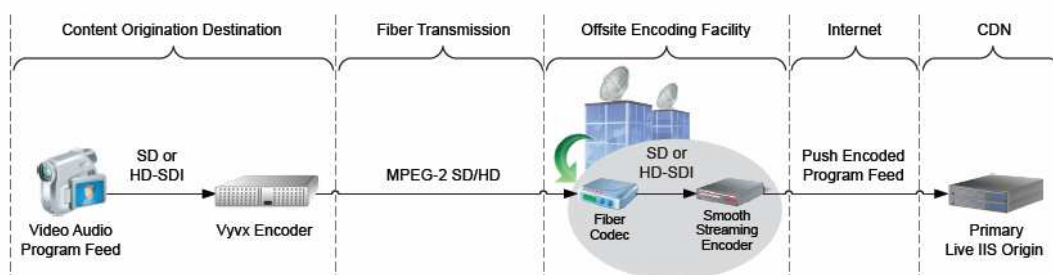 Content Origination Destination
Fiber Transmission
Offsite Encoding Facility
Internet
CDN
SD or
HD-SDI
MPEG-2 SD/HD
SD or
HD-SDI
Push Encoded
Program Feed
Video Audio
Program Feed
Vyvx Encoder
Fiber
Codec
Smooth
Streaming
Encoder
Primary
Live IIS Origin